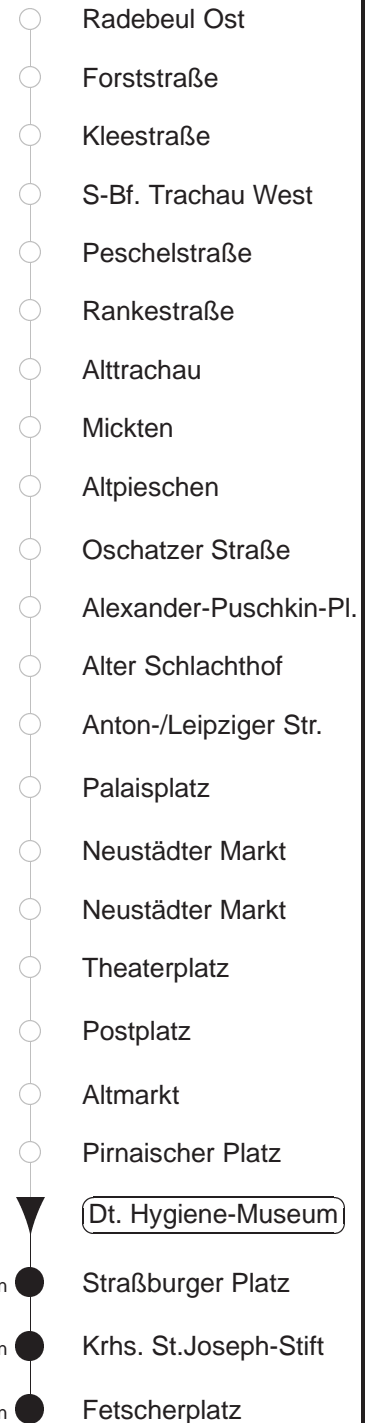 Radebeul Ost
Forststraße
Kleestraße
S-Bf. Trachau West
Peschelstraße
Rankestraße
Alttrachau
Mickten
Altpieschen
Oschatzer Straße
Alexander-Puschkin-Pl.
Alter Schlachthof
Anton-/Leipziger Str.
Palaisplatz
Neustädter Markt
Neustädter Markt
Theaterplatz
Postplatz
Altmarkt
Pirnaischer Platz
Dt. Hygiene-Museum
Straßburger Platz
Krhs. St.Joseph-Stift
Fetscherplatz